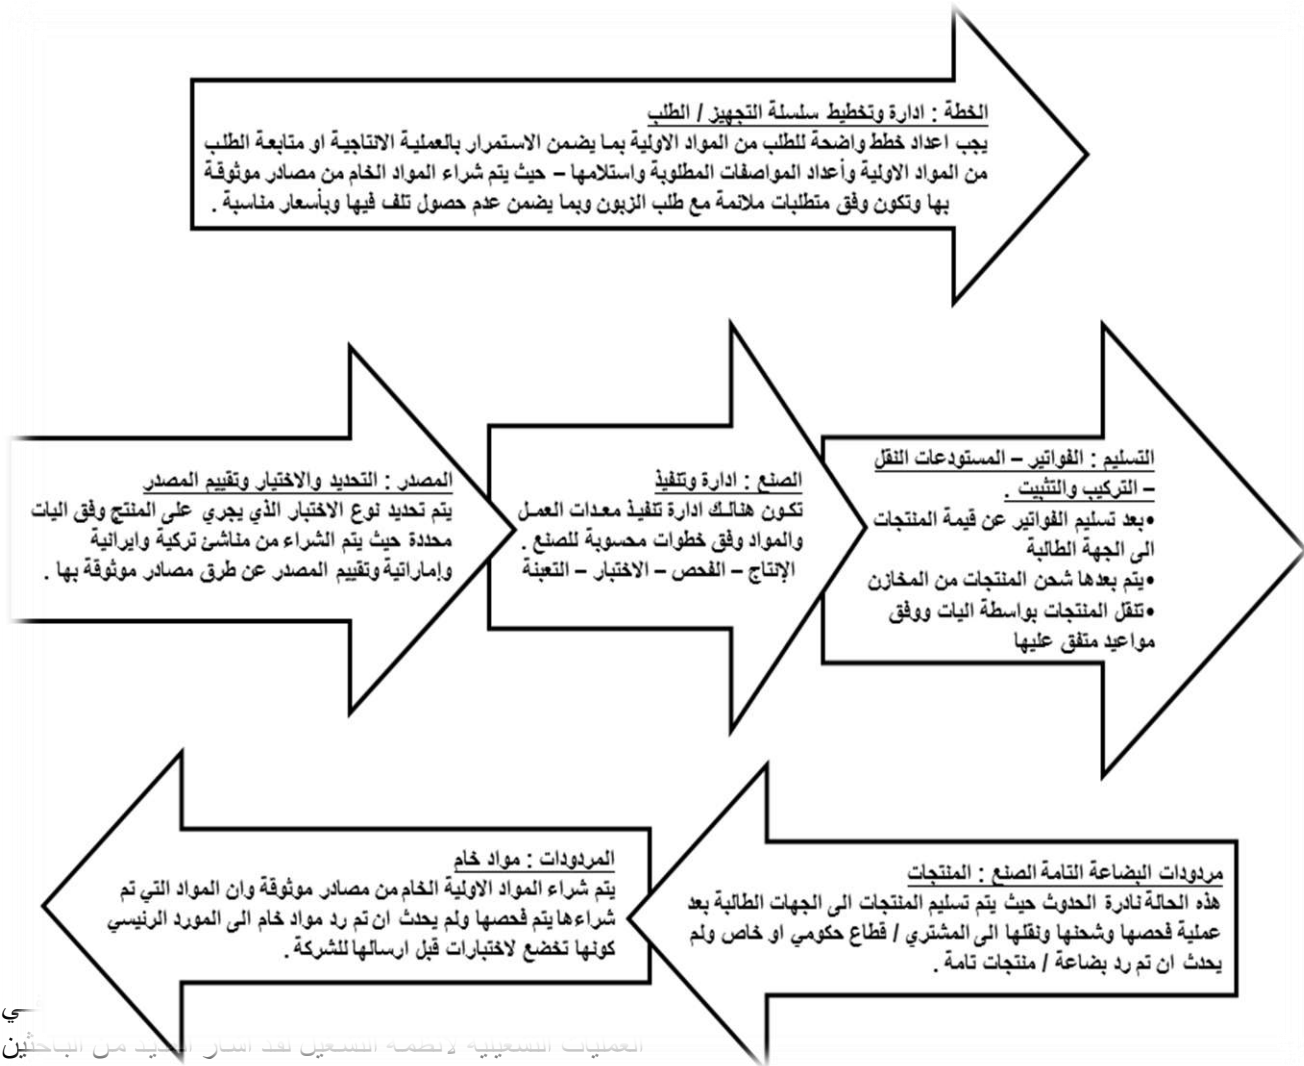 الخطة : ادارة وتخطيط سلسلة التجهيز / الطلب
يجب اعداد خطط واضحة للطلب من المواد الاولية بما يضمن الاستمرار بالعملية الانتاجية او متابعة الطلب
من المواد الاولية وأعداد المواصفات المطلوبة واستلامها – حيث يتم شراء المواد الخام من مصادر موثوقة
بها وتكون وفق متطلبات ملائمة مع طلب الزبون وبما يضمن عدم حصول تلف فيها وبأسعار مناسبة .
المصدر : التحديد والاختيار وتقييم المصدر
يتم تحديد نوع الاختبار الذي يجري على المنتج وفق اليات
محددة حيث يتم الشراء من مناشئ تركية وايرانية
وإماراتية وتقييم المصدر عن طرق مصادر موثوقة بها .
الصنع : ادارة وتنفيذ
تكون هنالك ادارة تنفيذ معدات العمل
والمواد وفق خطوات محسوبة للصنع .
الإنتاج – الفحص – الاختبار – التعبئة
التسليم : الفواتير – المستودعات النقل
– التركيب والتثبيت .
•بعد تسليم الفواتير عن قيمة المنتجات
الى الجهة الطالبة
•يتم بعدها شحن المنتجات من المخازن
•تنقل المنتجات بواسطة اليات ووفق
مواعيد متفق عليها
مردودات البضاعة التامة الصنع : المنتجات
هذه الحالة نادرة الحدوث حيث يتم تسليم المنتجات الى الجهات الطالبة بعد
عملية فحصها وشحنها ونقلها الى المشتري / قطاع حكومي او خاص ولم
يحدث ان تم رد بضاعة / منتجات تامة .
المردودات : مواد خام
يتم شراء المواد الاولية الخام من مصادر موثوقة وان المواد التي تم
شراءها يتم فحصها ولم يحدث ان تم رد مواد خام الى المورد الرئيسي
كونها تخضع لاختبارات قبل ارسالها للشركة .
من الباحثين